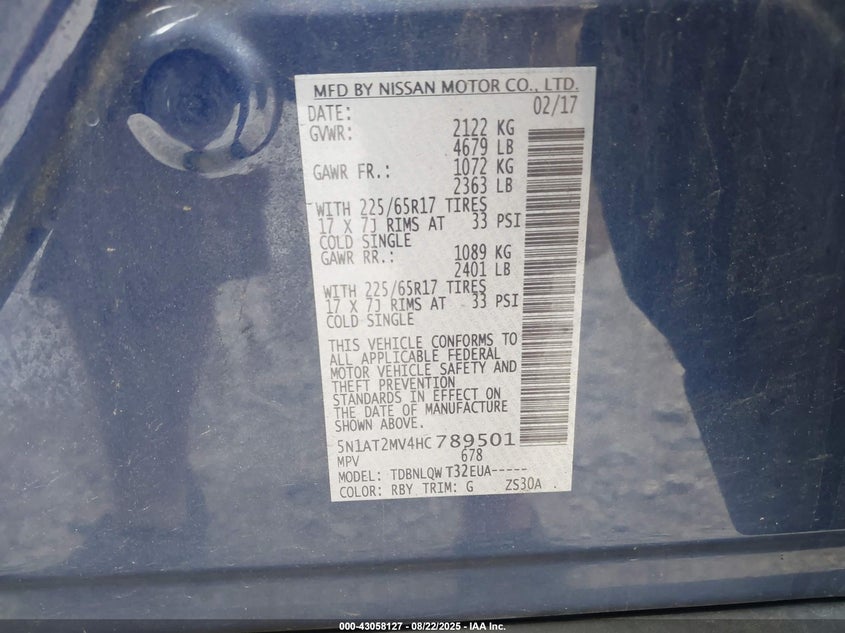 MFD BY NISSAN MOTOR CO., LTD.
DATE: 02/17
GVWR: 2122 KG
4679 LB
GAWR FR.: 1072 KG
2363 LB
WITH 225/65R17 TIRES
17 X 7J RIMS AT 33 PSI
COLD SINGLE
GAWR RR.: 1089 KG
2401 LB
WITH 225/65R17 TIRES
17 X 7J RIMS AT 33 PSI
COLD SINGLE
THIS VEHICLE CONFORMS TO
ALL APPLICABLE FEDERAL
MOTOR VEHICLE SAFETY AND
THEFT PREVENTION
STANDARDS IN EFFECT ON
THE DATE OF MANUFACTURE
SHOWN ABOVE.
5N1AT2MV4HC789501
MPV 678
MODEL: TDBNLQW T32EUA-----
COLOR: RBY TRIM: G ZS30A .
000-43058127 - 08/22/2025 - IAA Inc.